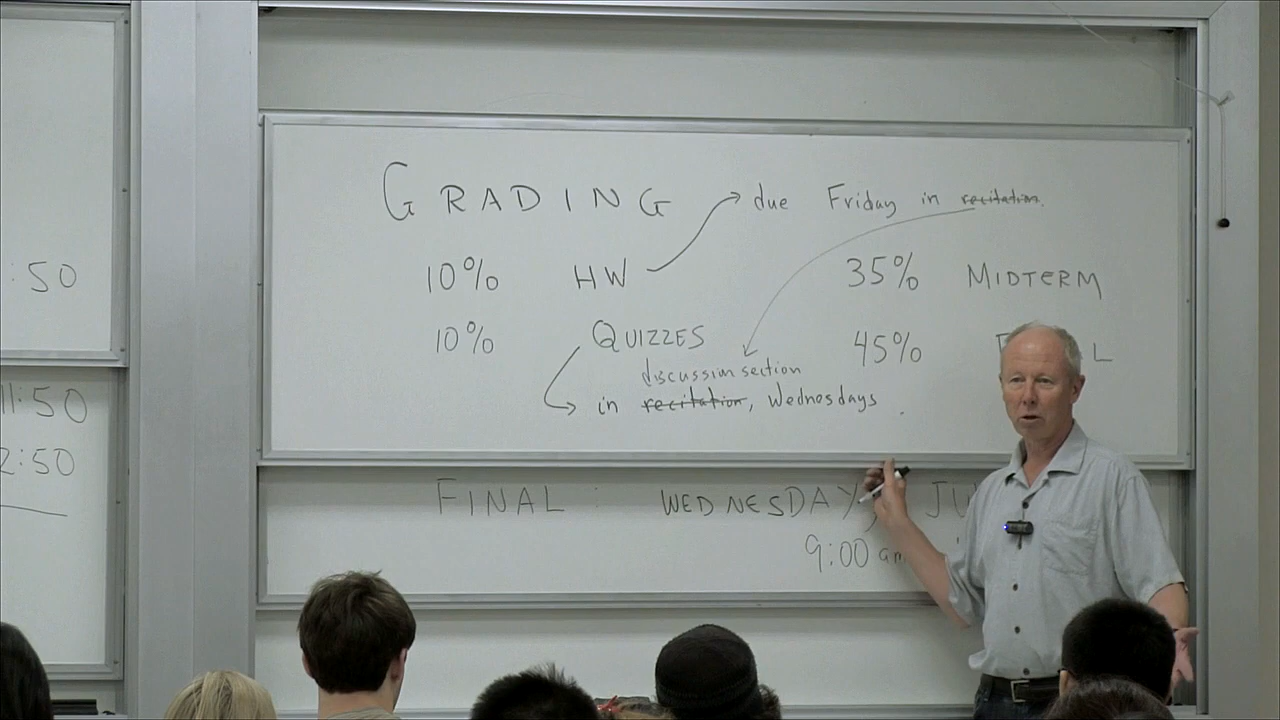 :50
11:50
2:50
GRADING → due Friday in recitation.
10% HW 35% MIDTERM
10% QUIZZES 45%
discussion section
in recitation, Wednesdays.
FINAL: WEDNESDAY,
9:00 am